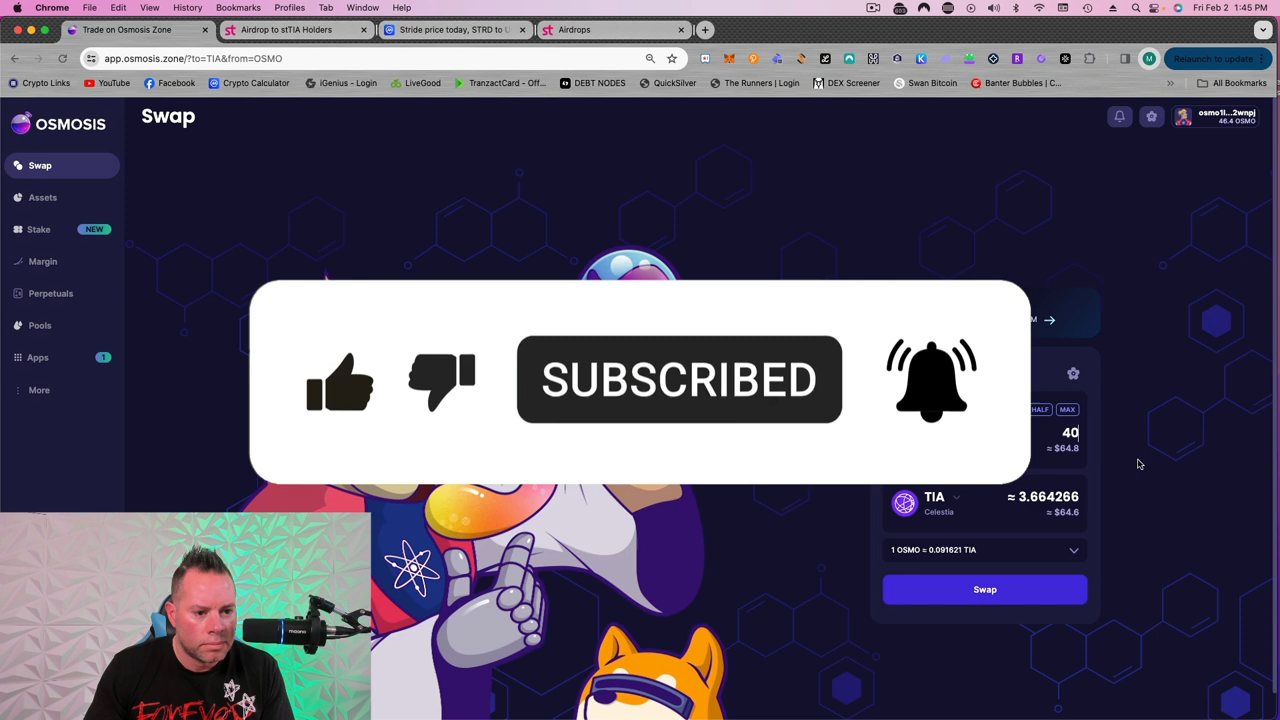 Chrome File Edit View History Bookmarks Profiles Tab Window Help
Fri Feb 2 1:45 PM
Trade on Osmosis Zone
Airdrop to stTIA Holders
Stride price today, STRD to U
Airdrops
app.osmosis.zone/?to=TIA&from=OSMO
M
Relaunch to update
Crypto Links
YouTube
Facebook
Crypto Calculator
iGenius - Login
LiveGood
TranzactCard - Off...
DEBT NODES
QuickSilver
The Runners | Login
DEX Screener
Swan Bitcoin
Banter Bubbles | C...
All Bookmarks
OSMOSIS
Swap
osmo1l...2wnpj
46.4 OSMO
Swap
Assets
Stake NEW
Margin
Perpetuals
Pools
Apps 1
More
SUBSCRIBED
M
HALF MAX
40
≈ $64.8
TIA ≈ 3.664266
Celestia ≈ $64.6
1 OSMO ≈ 0.091621 TIA
Swap
maono
FOREVER